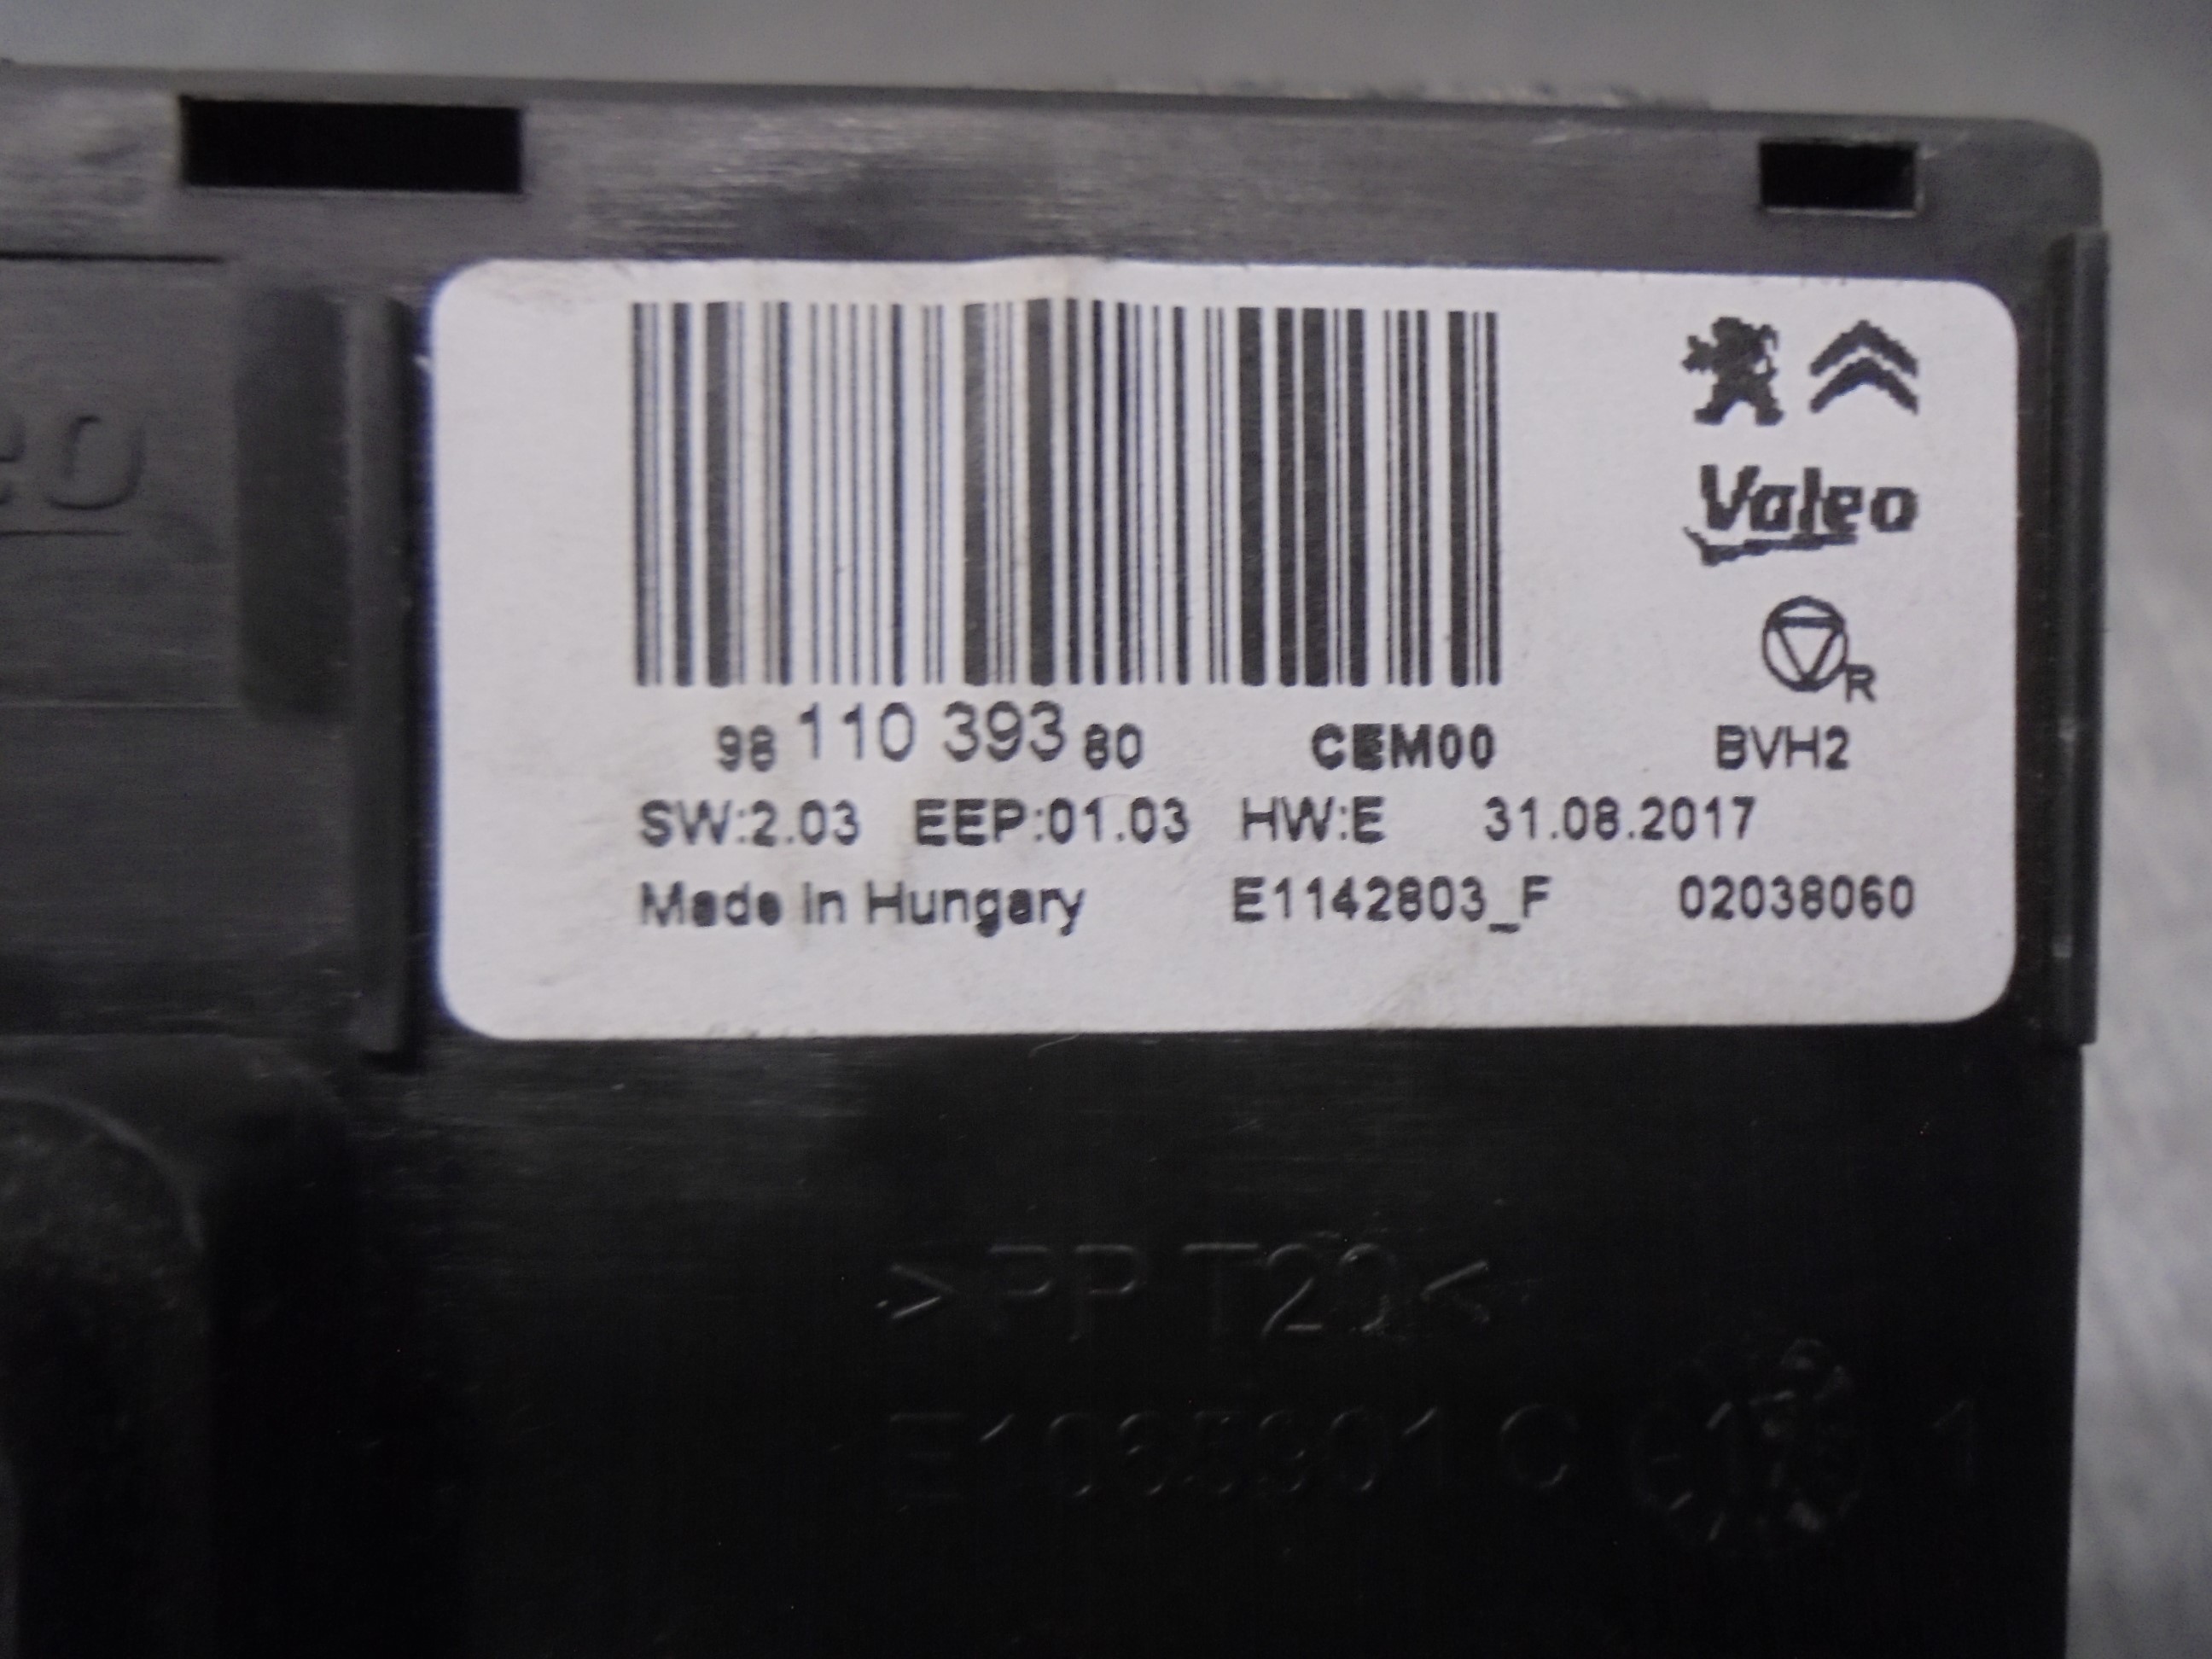 Valeo
R
98 110 393 80 CEM00 BVH2
SW:2.03 EEP:01.03 HW:E 31.08.2017
Made in Hungary E1142803_F 02038060
>PP T20<